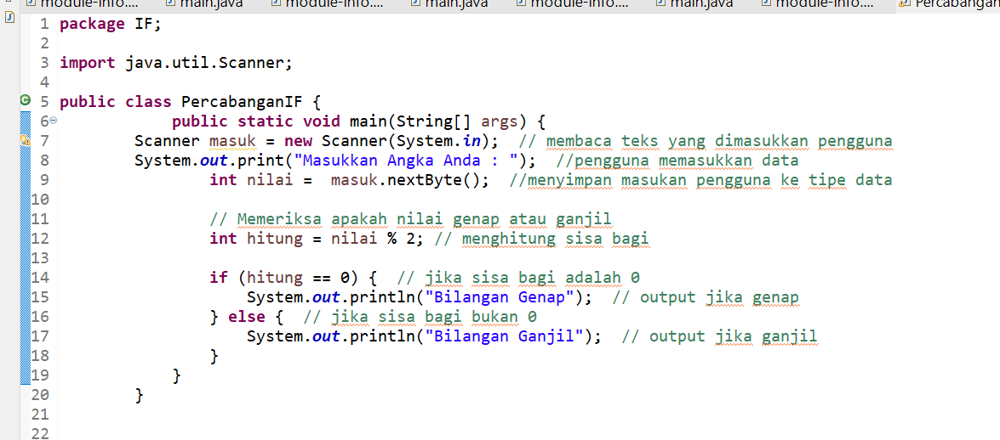 module-info....  main.java  module-info....  main.java  module-info....  main.java  module-info....  Percabangan
1 package IF;
2
3 import java.util.Scanner;
4
5 public class PercabanganIF {
6 public static void main(String[] args) {
7 Scanner masuk = new Scanner(System.in);  // membaca teks yang dimasukkan pengguna
8 System.out.print("Masukkan Angka Anda : ");  //pengguna memasukkan data
9 int nilai =  masuk.nextByte();  //menyimpan masukan pengguna ke tipe data
10
11 // Memeriksa apakah nilai genap atau ganjil
12 int hitung = nilai % 2; // menghitung sisa bagi
13
14 if (hitung == 0) {  // jika sisa bagi adalah 0
15 System.out.println("Bilangan Genap");  // output jika genap
16 } else {  // jika sisa bagi bukan 0
17 System.out.println("Bilangan Ganjil");  // output jika ganjil
18 }
19 }
20 }
21
22